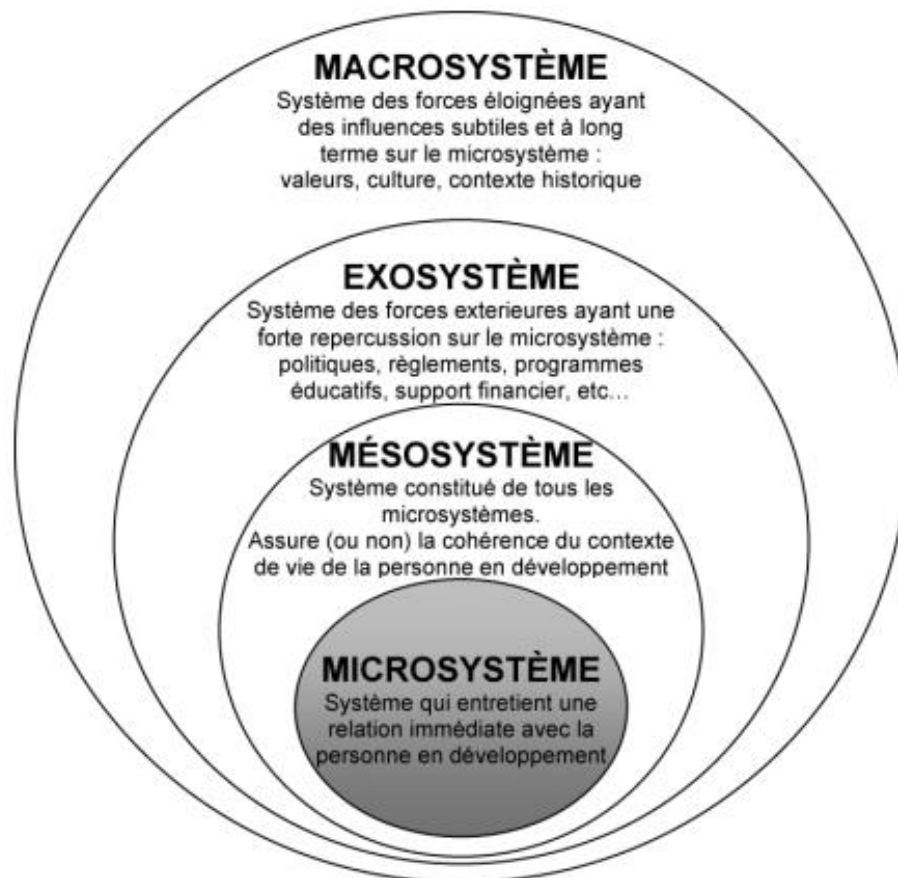 MACROSYSTÈME
Système des forces éloignées ayant
des influences subtiles et à long
terme sur le microsystème :
valeurs, culture, contexte historique
EXOSYSTÈME
Système des forces exterieures ayant une
forte repercussion sur le microsystème :
politiques, règlements, programmes
éducatifs, support financier, etc...
MÉSOSYSTÈME
Système constitué de tous les
microsystèmes.
Assure (ou non) la cohérence du contexte
de vie de la personne en développement
MICROSYSTÈME
Système qui entretient une
relation immédiate avec la
personne en développement